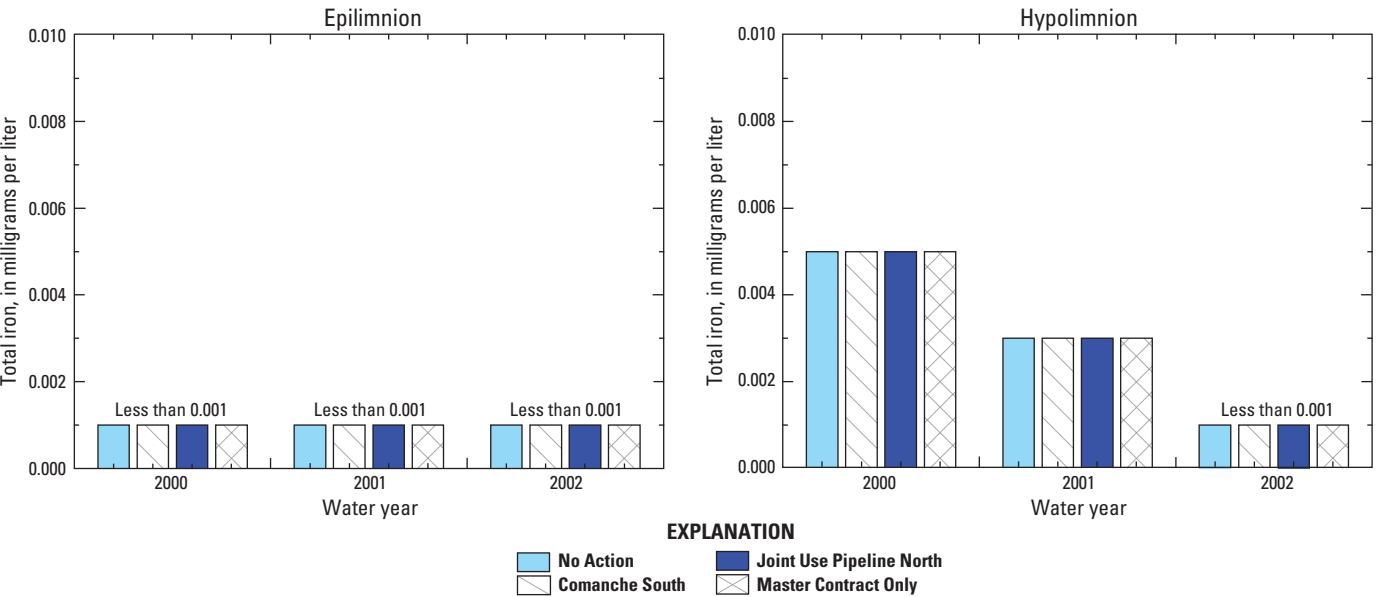 Epilimnion
Total iron, in milligrams per liter
0.010
0.008
0.006
0.004
0.002
0.000
Less than 0.001
Less than 0.001
Less than 0.001
2000
2001
2002
Water year
Hypolimnion
Total iron, in milligrams per liter
0.010
0.008
0.006
0.004
0.002
0.000
Less than 0.001
2000
2001
2002
Water year
EXPLANATION
No Action
Joint Use Pipeline North
Comanche South
Master Contract Only